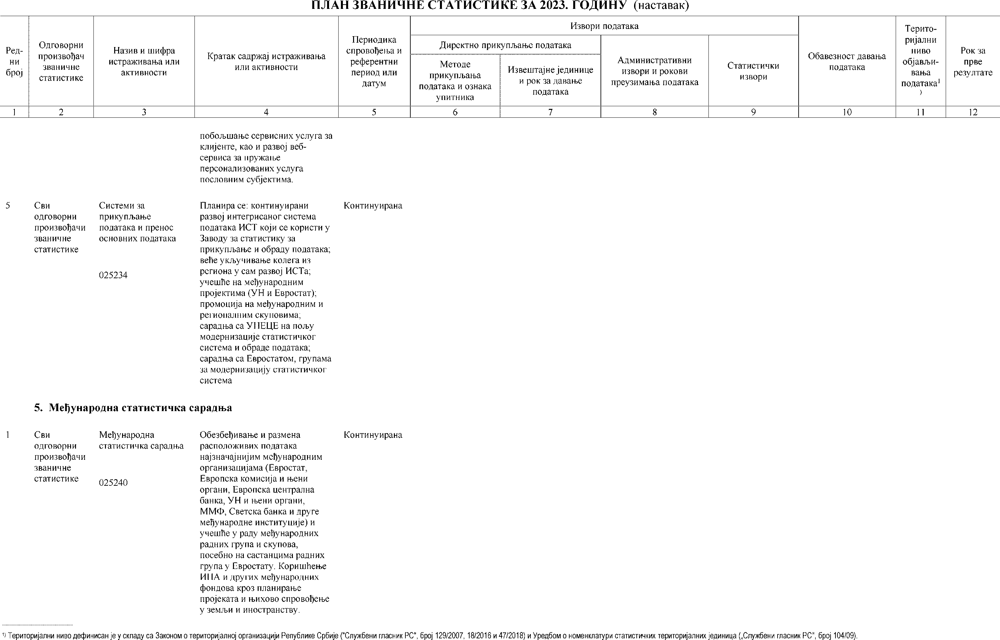 ПЛАН ЗВАНИЧНЕ СТАТИСТИКЕ ЗА 2023. ГОДИНУ (наставак)
Ред-
ни
број
Одговорни
произвођач
званичне
статистике
Назив и шифра
истраживања или
активности
Кратак садржај истраживања
или активности
Периодика
спровођења и
референтни
период или
датум
Извори података
Директно прикупљање података
Методе
прикупљања
података и ознака
упитника
Извештајне јединице
и рок за давање
података
Административни
извори и рокови
преузимања података
Статистички
извори
Обавезност давања
података
Терито-
ријални
ниво
објављи-
вања
података¹
)
Рок за
прве
резултате
1 2 3 4 5 6 7 8 9 10 11 12
побољшање сервисних услуга за
клијенте, као и развој веб-
сервиса за пружање
персонализованих услуга
пословним субјектима.
5
Сви
одговорни
произвођачи
званичне
статистике
Системи за
прикупљање
података и пренос
основних података
025234
Планира се: континуирани
развој интегрисаног система
података ИСТ који се користи у
Заводу за статистику за
прикупљање и обраду података;
веће укључивање колега из
региона у сам развој ИСТа;
учешће на међународним
пројектима (УН и Евростат);
промоција на међународним и
регионалним скуповима;
сарадња са УНЕЦЕ на пољу
модернизације статистичког
система и обраде података;
сарадња са Евростатом, групама
за модернизацију статистичког
система
Континуирана
5. Међународна статистичка сарадња
1
Сви
одговорни
произвођачи
званичне
статистике
Међународна
статистичка сарадња
025240
Обезбеђивање и размена
расположивих података
најзначајнијим међународним
организацијама (Евростат,
Европска комисија и њени
органи, Европска централна
банка, УН и њени органи,
ММФ, Светска банка и друге
међународне институције) и
учешће у раду међународних
радних група и скупова,
посебно на састанцима радних
група у Евростату. Коришћење
ИПА и других међународних
фондова кроз планирање
пројеката и њихово спровођење
у земљи и иностранству.
Континуирана
¹⁾ Територијални ниво дефинисан је у складу са Законом о територијалној организацији Републике Србије ("Службени гласник РС", број 129/2007, 18/2016 и 47/2018) и Уредбом о номенклатури статистичких територијалних јединица („Службени гласник РС", број 104/09).